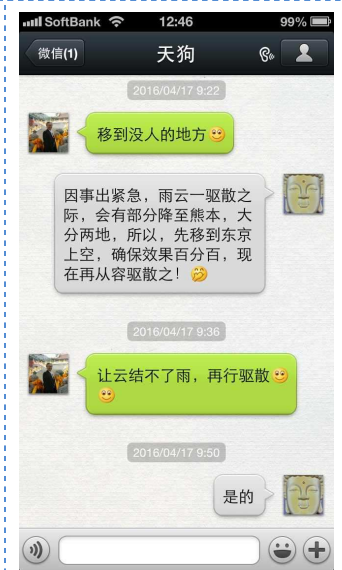 SoftBank 12:46 99%
微信(1) 天狗
2016/04/17 9:22
移到没人的地方
因事出紧急，雨云一驱散之
际，会有部分降至熊本，大
分两地，所以，先移到东京
上空，确保效果百分百，现
在再从容驱散之！
2016/04/17 9:36
让云结不了雨，再行驱散
2016/04/17 9:50
是的